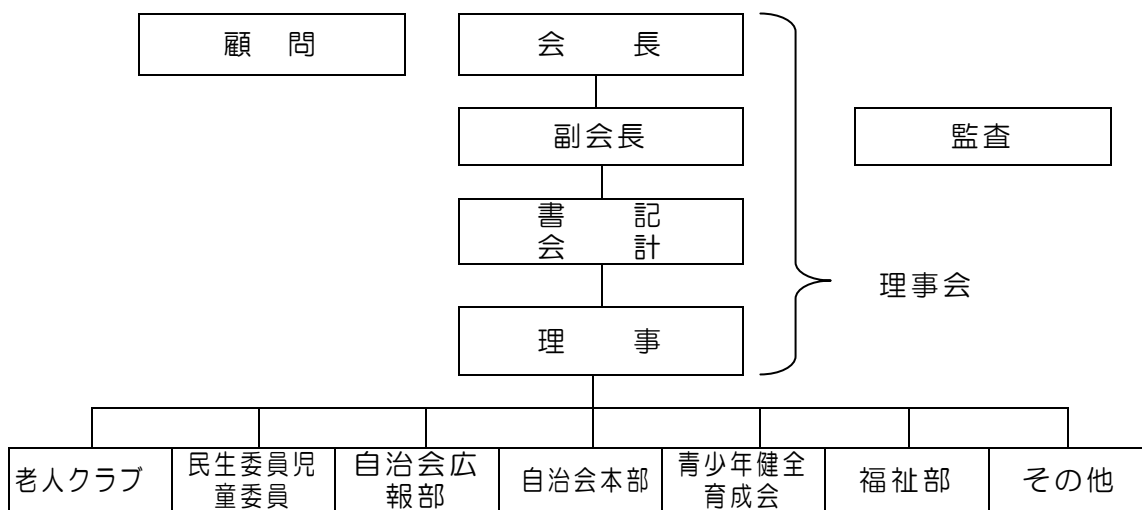 顧 問
会 長
副会長
監査
書 記
会 計
理事会
理 事
老人クラブ
民生委員児
童委員
自治会広
報部
自治会本部
青少年健全
育成会
福祉部
その他